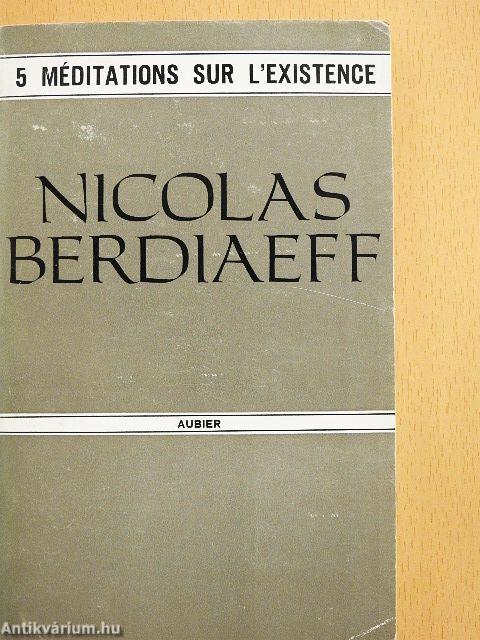 5 MÉDITATIONS SUR L'EXISTENCE
NICOLAS
BERDIAEFF
AUBIER
Antikvárium.hu